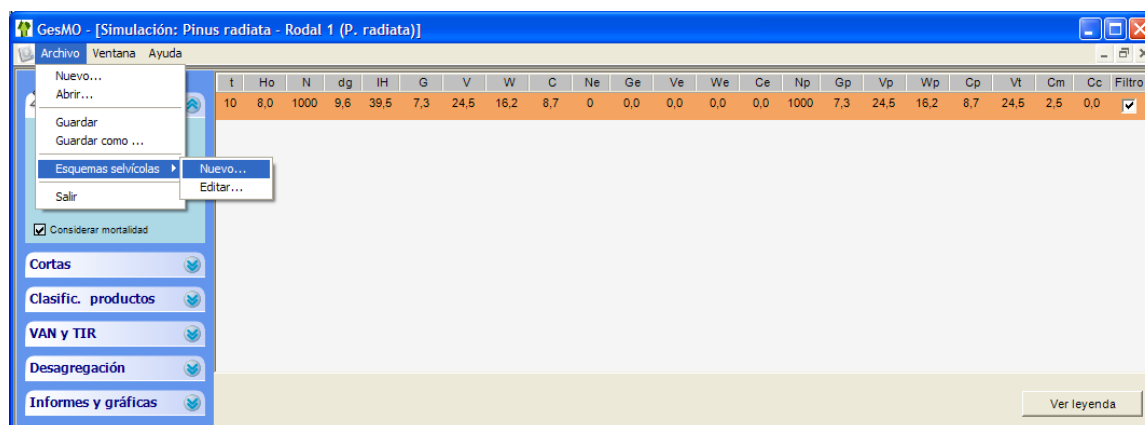 GesMO - [Simulación: Pinus radiata - Rodal 1 (P. radiata)]
Archivo Ventana Ayuda
Nuevo...
Abrir...
Guardar
Guardar como ...
Esquemas selvícolas
Salir
Nuevo...
Editar...
t Ho N dg IH G V W C Ne Ge Ve We Ce Np Gp Vp Wp Cp Vt Cm Cc Filtro
10 8,0 1000 9,6 39,5 7,3 24,5 16,2 8,7 0 0,0 0,0 0,0 0,0 1000 7,3 24,5 16,2 8,7 24,5 2,5 0,0
Considerar mortalidad
Cortas
Clasific. productos
VAN y TIR
Desagregación
Informes y gráficas
Ver leyenda